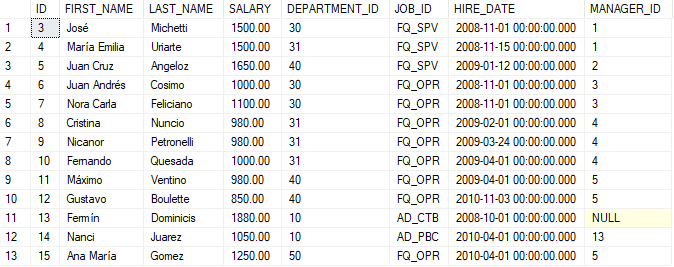 ID FIRST_NAME LAST_NAME SALARY DEPARTMENT_ID JOB_ID HIRE_DATE MANAGER_ID
1 3 José Michetti 1500.00 30 FQ_SPV 2008-11-01 00:00:00.000 1
2 4 María Emilia Uriarte 1500.00 31 FQ_SPV 2008-11-15 00:00:00.000 1
3 5 Juan Cruz Angeloz 1650.00 40 FQ_SPV 2009-01-12 00:00:00.000 2
4 6 Juan Andrés Cosimo 1000.00 30 FQ_OPR 2008-11-01 00:00:00.000 3
5 7 Nora Carla Feliciano 1100.00 30 FQ_OPR 2008-11-01 00:00:00.000 3
6 8 Cristina Nuncio 980.00 31 FQ_OPR 2009-02-01 00:00:00.000 4
7 9 Nicanor Petronelli 980.00 31 FQ_OPR 2009-03-24 00:00:00.000 4
8 10 Fernando Quesada 1000.00 31 FQ_OPR 2009-04-01 00:00:00.000 4
9 11 Máximo Ventino 980.00 40 FQ_OPR 2009-04-01 00:00:00.000 5
10 12 Gustavo Boulette 850.00 40 FQ_OPR 2010-11-03 00:00:00.000 5
11 13 Fermín Dominicis 1880.00 10 AD_CTB 2008-10-01 00:00:00.000 NULL
12 14 Nanci Juarez 1050.00 10 AD_PBC 2010-04-01 00:00:00.000 13
13 15 Ana María Gomez 1250.00 50 FQ_OPR 2010-04-01 00:00:00.000 5